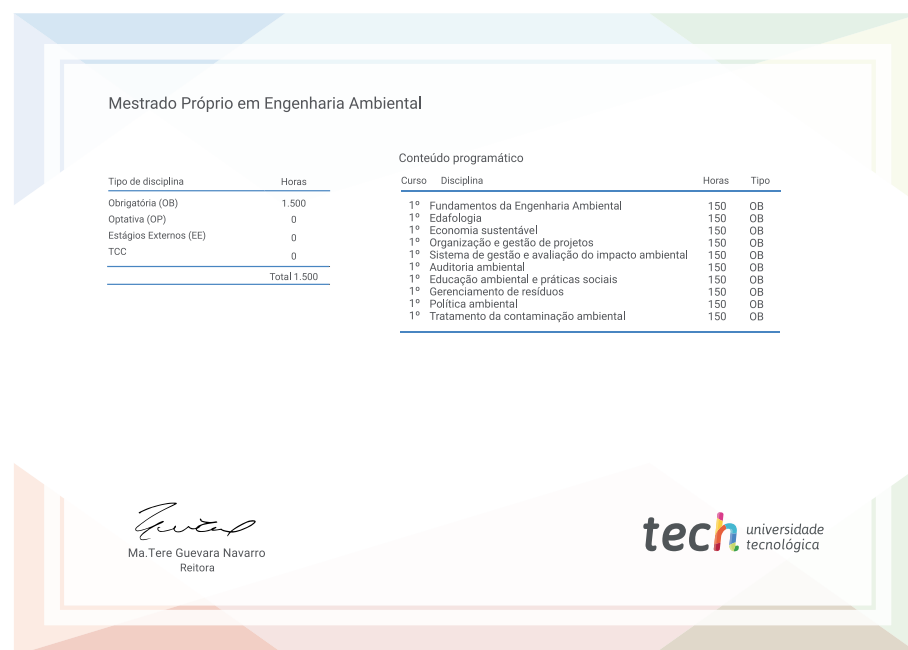 Mestrado Próprio em Engenharia Ambiental
Tipo de disciplina Horas
Obrigatória (OB) 1.500
Optativa (OP) 0
Estágios Externos (EE) 0
TCC 0
Total 1.500
Conteúdo programático
Curso Disciplina Horas Tipo
1º Fundamentos da Engenharia Ambiental 150 OB
1º Edafologia 150 OB
1º Economia sustentável 150 OB
1º Organização e gestão de projetos 150 OB
1º Sistema de gestão e avaliação do impacto ambiental 150 OB
1º Auditoria ambiental 150 OB
1º Educação ambiental e práticas sociais 150 OB
1º Gerenciamento de resíduos 150 OB
1º Política ambiental 150 OB
1º Tratamento da contaminação ambiental 150 OB
Ma.Tere Guevara Navarro
Reitora
tech universidade
tecnológica